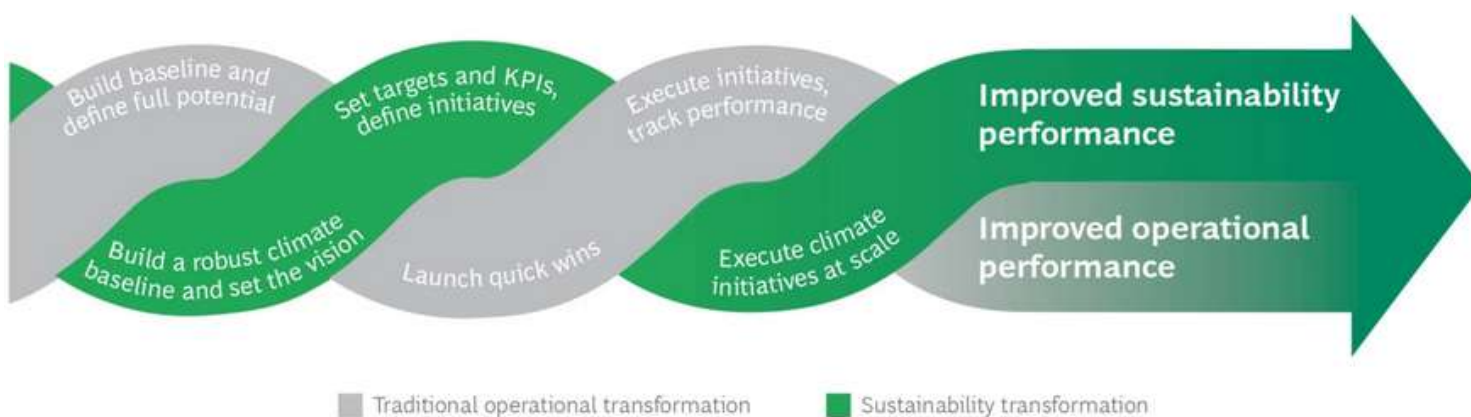 Build baseline and
define full potential
Build a robust climate
baseline and set the vision
Set targets and KPIs,
define initiatives
Launch quick wins
Execute initiatives,
track performance
Execute climate
initiatives at scale
Improved sustainability
performance
Improved operational
performance
Traditional operational transformation
Sustainability transformation